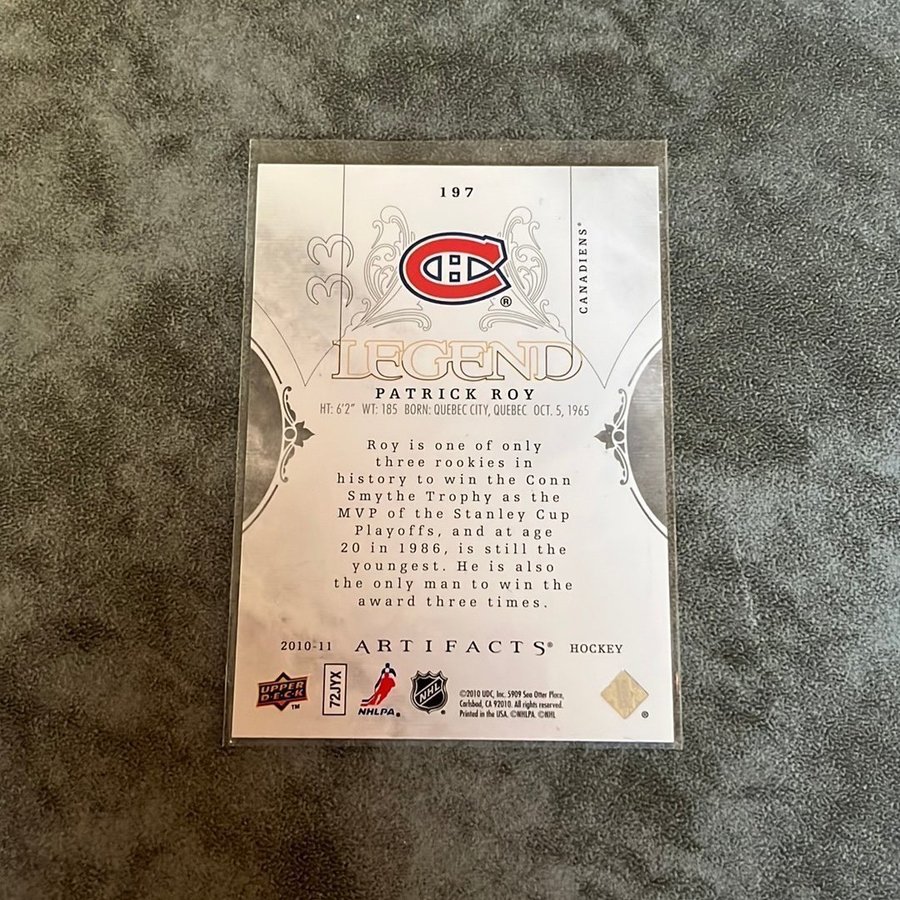 197
33
CANADIENS®
CH®
LEGEND
PATRICK ROY
HT: 6'2" WT: 185 BORN: QUEBEC CITY, QUEBEC OCT. 5, 1965
Roy is one of only
three rookies in
history to win the Conn
Smythe Trophy as the
MVP of the Stanley Cup
Playoffs, and at age
20 in 1986, is still the
youngest. He is also
the only man to win the
award three times.
2010-11 ARTIFACTS® HOCKEY
UPPER
DECK
TM
72JYX
NHLPA®
NHL
®
©2010 UDC, Inc. 5909 Sea Otter Place,
Carlsbad, CA 92010. All rights reserved.
Printed in the USA. ©NHLPA. ©NHL
®